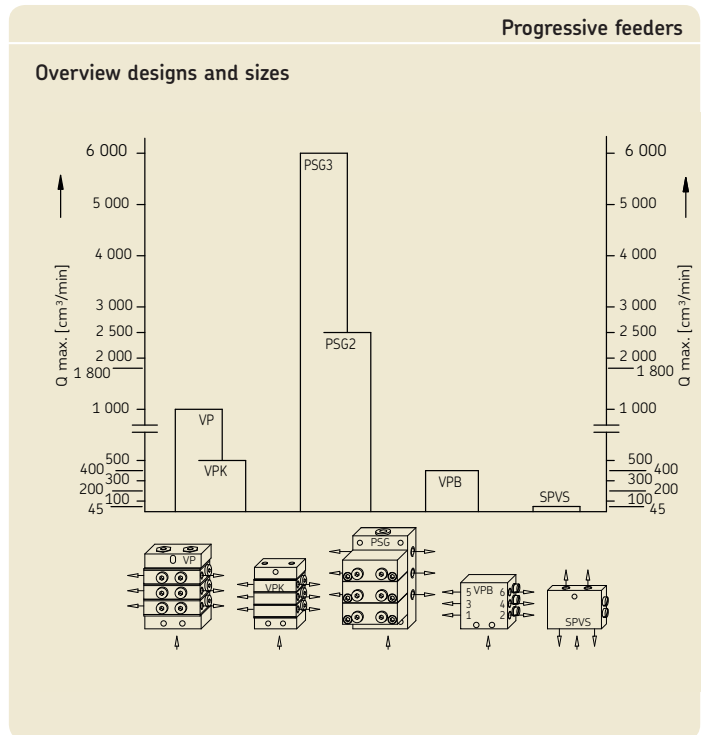 Progressive feeders
Overview designs and sizes
Q max. [cm³/min]
6 000
5 000
4 000
3 000
2 500
2 000
1 800
1 000
500
400
300
200
100
45
PSG3
PSG2
VP
VPK
VPB
SPVS
6 000
5 000
4 000
3 000
2 500
2 000
1 800
1 000
500
400
300
200
100
45
Q max. [cm³/min]
VP
VPK
PSG
5 VPB 6
3 4
1 2
SPVS